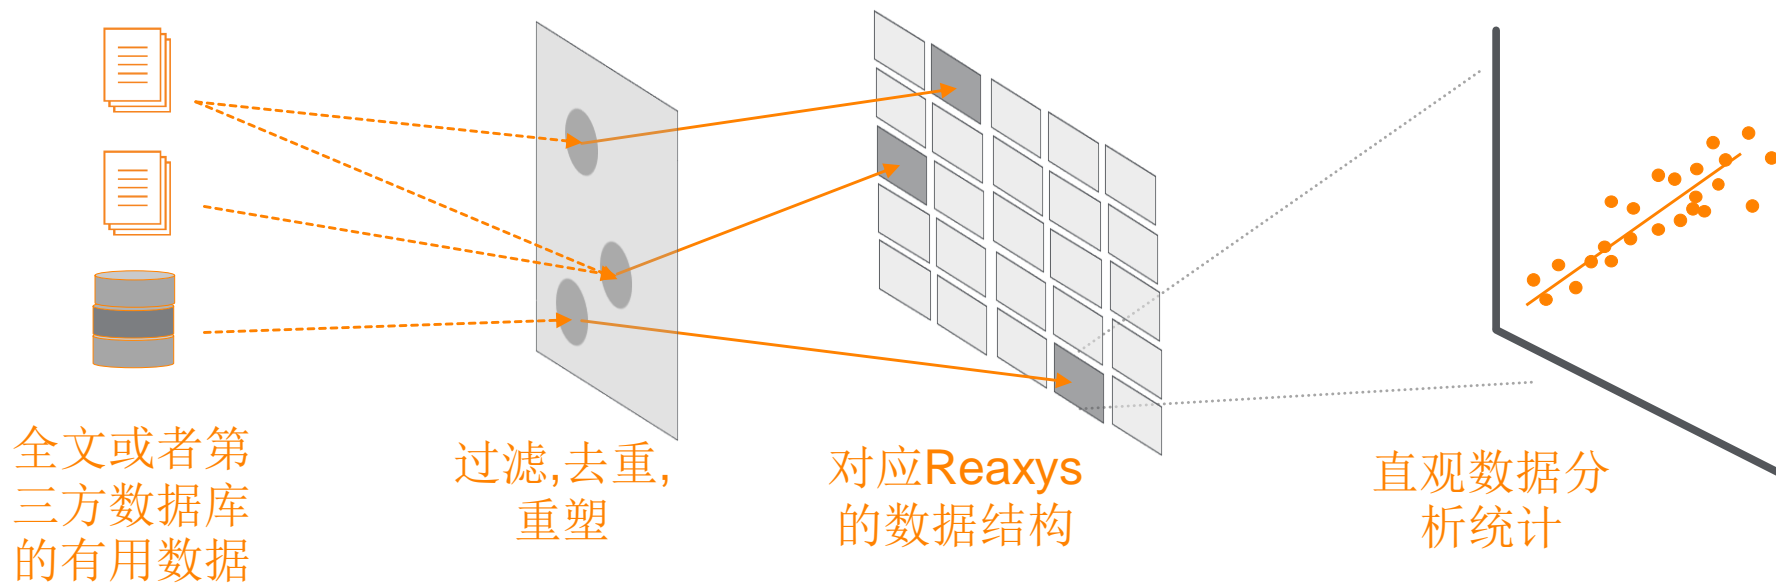 全文或者第
三方数据库
的有用数据
过滤,去重,
重塑
对应Reaxys
的数据结构
直观数据分
析统计